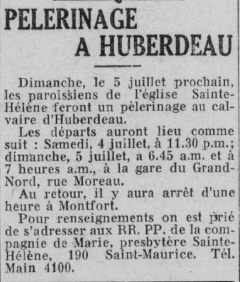 PELERINAGE
A HUBERDEAU
Dimanche, le 5 juillet prochain,
les paroissiens de l'église Sainte-
Hélène feront un pèlerinage au cal-
vaire d'Huberdeau.
Les départs auront lieu comme
suit : Samedi, 4 juillet, à 11.30 p.m.;
dimanche, 5 juillet, a 6.45 a.m. et à
7 heures a.m., à la gare du Grand-
Nord, rue Moreau.
Au retour, il y aura arrêt d'une
heure à Montfort.
Pour renseignements on est prié
de s'adresser aux RR. PP. de la com-
pagnie de Marie, presbytère Sainte-
Hélène, 190 Saint-Maurice. Tél.
Main 4100.